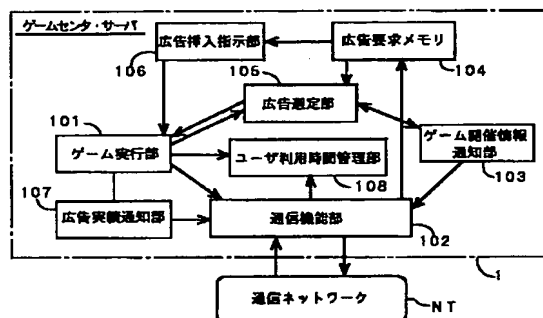 ゲームセンタ・サーバ
広告挿入指示部
106
広告要求メモリ
104
105
広告選定部
101
ゲーム実行部
ユーザ利用時間管理部
108
ゲーム開催情報
通知部
103
107
広告実績通知部
通信機能部
102
1
通信ネットワーク
NT